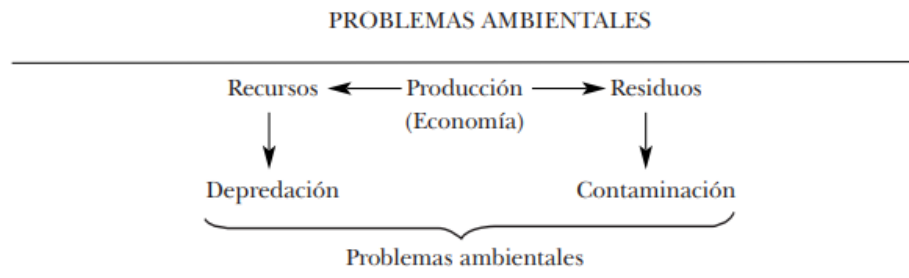 PROBLEMAS AMBIENTALES
Recursos Producción Residuos
(Economía)
Depredación Contaminación
Problemas ambientales